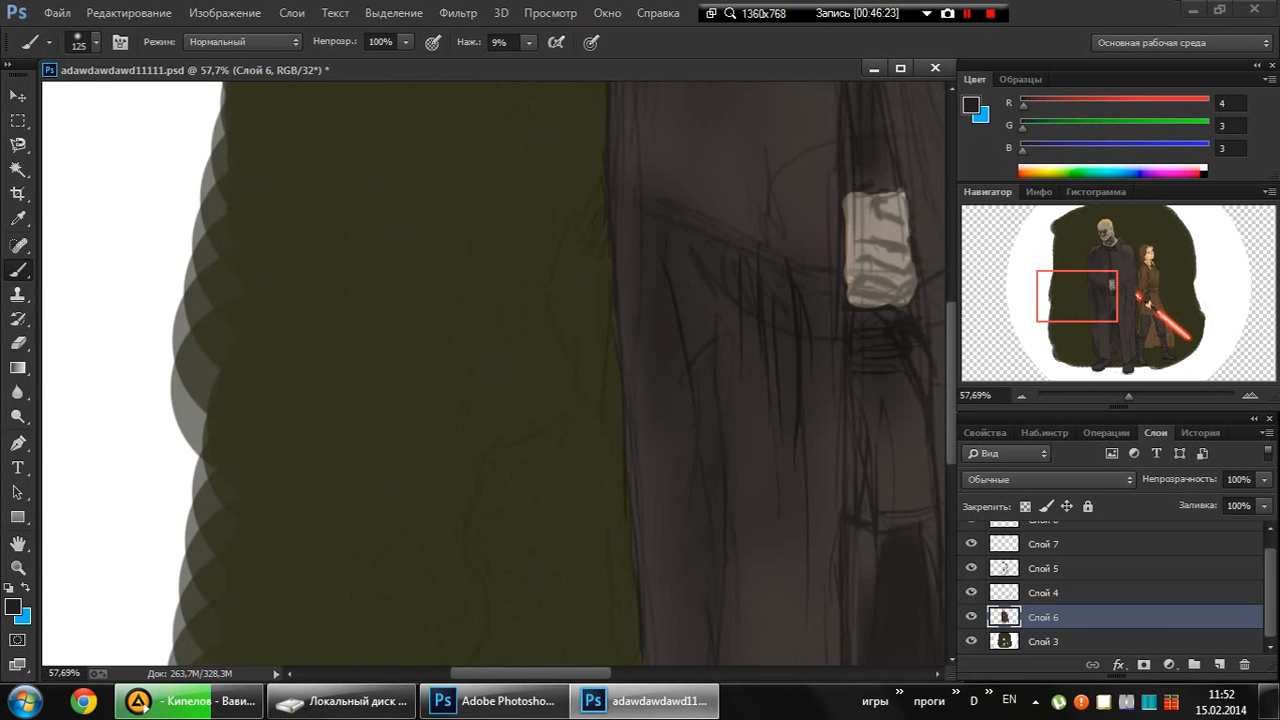 Ps Файл Редактирование Изображение Слои Текст Выделение Фильтр 3D Просмотр Окно Справка 1360x768 Запись [00:46:23]
125 Режим: Нормальный Непрозр.: 100% Наж.: 9% Основная рабочая среда
adawdawdawd11111.psd @ 57,7% (Слой 6, RGB/32*) *
Цвет Образцы
R 4
G 3
B 3
Навигатор Инфо Гистограмма
57,69%
Свойства Наб.инстр Операции Слои История
Вид
Обычные Непрозрачность: 100%
Закрепить: Заливка: 100%
Слой 7
Слой 5
Слой 4
Слой 6
Слой 3
57,69% Док: 263,7M/328,3M
- Кипелов - Вави... Локальный диск ... Ps Adobe Photosho... Ps adawdawdawd11... игры » проги » D » EN 11:52
15.02.2014